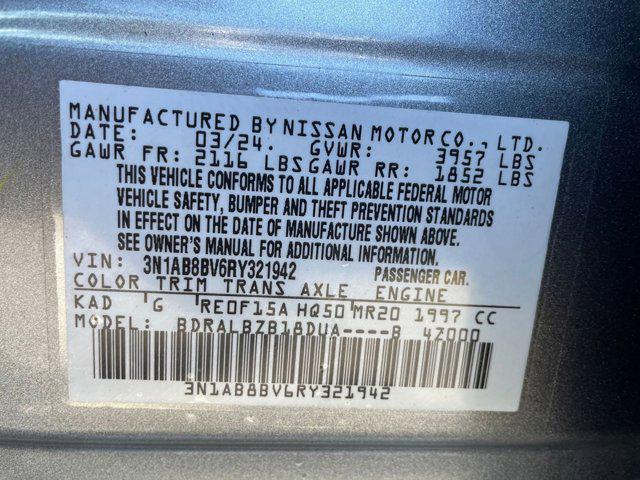 MANUFACTURED BY NISSAN MOTOR CO., LTD.
DATE: 03/24. GVWR: 3957 LBS
GAWR FR: 2116 LBS GAWR RR: 1852 LBS
THIS VEHICLE CONFORMS TO ALL APPLICABLE FEDERAL MOTOR
VEHICLE SAFETY, BUMPER AND THEFT PREVENTION STANDARDS
IN EFFECT ON THE DATE OF MANUFACTURE SHOWN ABOVE.
SEE OWNER'S MANUAL FOR ADDITIONAL INFORMATION.
VIN: 3N1AB8BV6RY321942 PASSENGER CAR.
COLOR TRIM TRANS AXLE ENGINE
KAD G RE0F15A HQ50 MR20 1997 CC
MODEL: BDRALBZB18DUA----B 4Z000
3N1AB8BV6RY321942